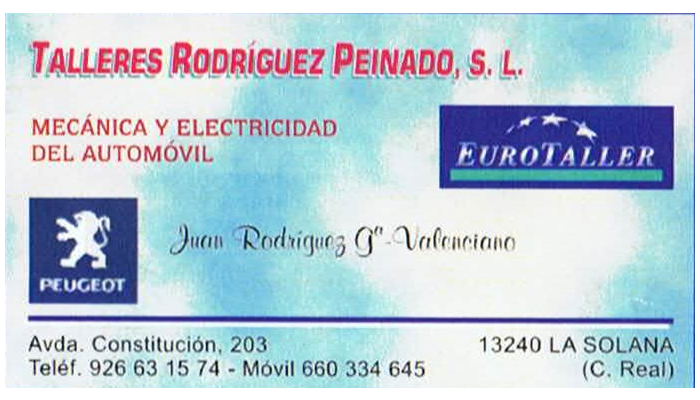 TALLERES RODRÍGUEZ PEINADO, S. L.
MECÁNICA Y ELECTRICIDAD
DEL AUTOMÓVIL
EUROTALLER
PEUGEOT
Juan Rodríguez Gª-Valenciano
Avda. Constitución, 203
Teléf. 926 63 15 74 - Móvil 660 334 645
13240 LA SOLANA
(C. Real)